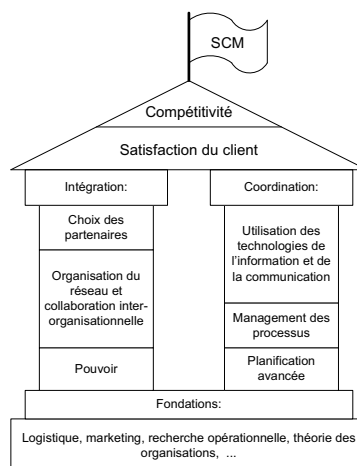 SCM
Compétitivité
Satisfaction du client
Intégration:
Choix des
partenaires
Organisation du
réseau et
collaboration inter-
organisationnelle
Pouvoir
Coordination:
Utilisation des
technologies de
l'information et de
la communication
Management des
processus
Planification
avancée
Fondations:
Logistique, marketing, recherche opérationnelle, théorie des
organisations, ...